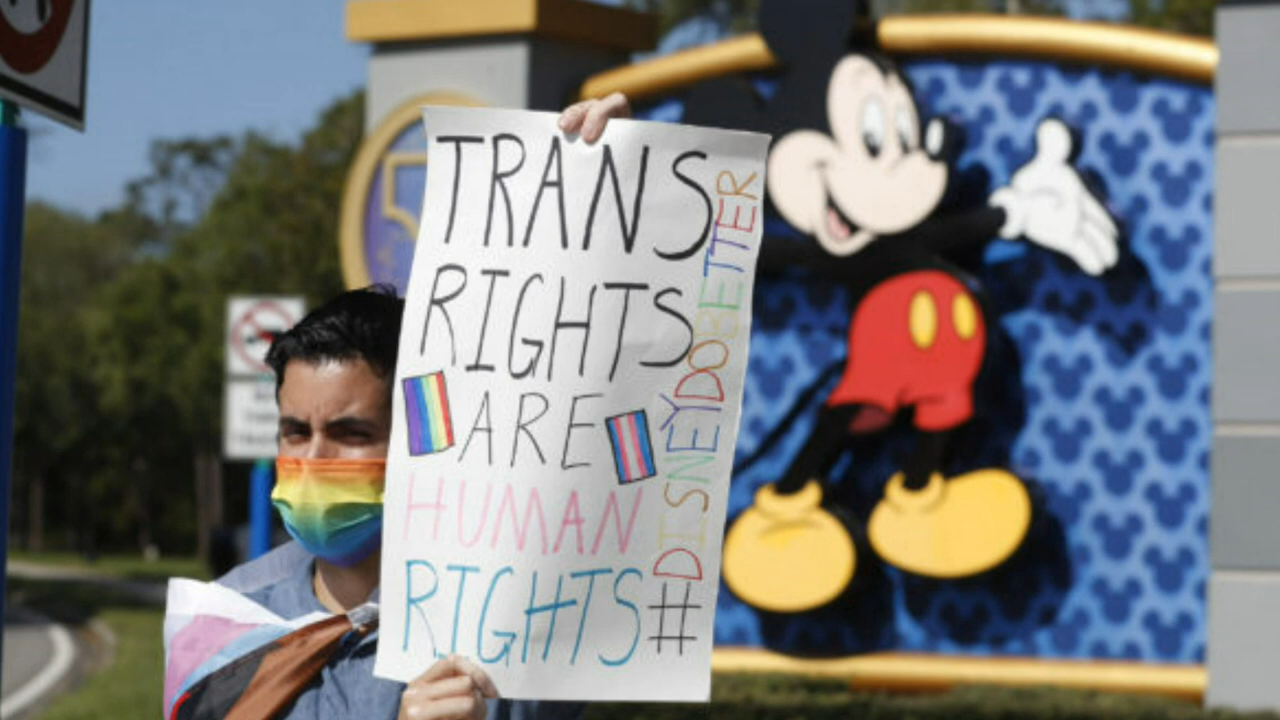 TRANS
RIGHTS
ARE
HUMAN
RIGHTS
#DISNEYDOBETTER